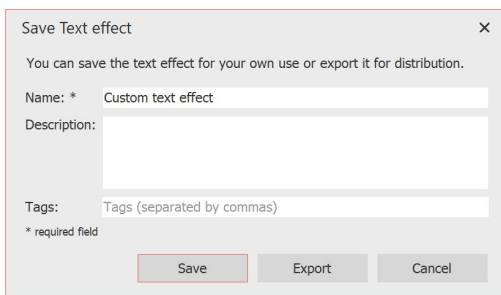 Save Text effect
You can save the text effect for your own use or export it for distribution.
Name: * Custom text effect
Description:
Tags: Tags (separated by commas)
* required field
Save Export Cancel